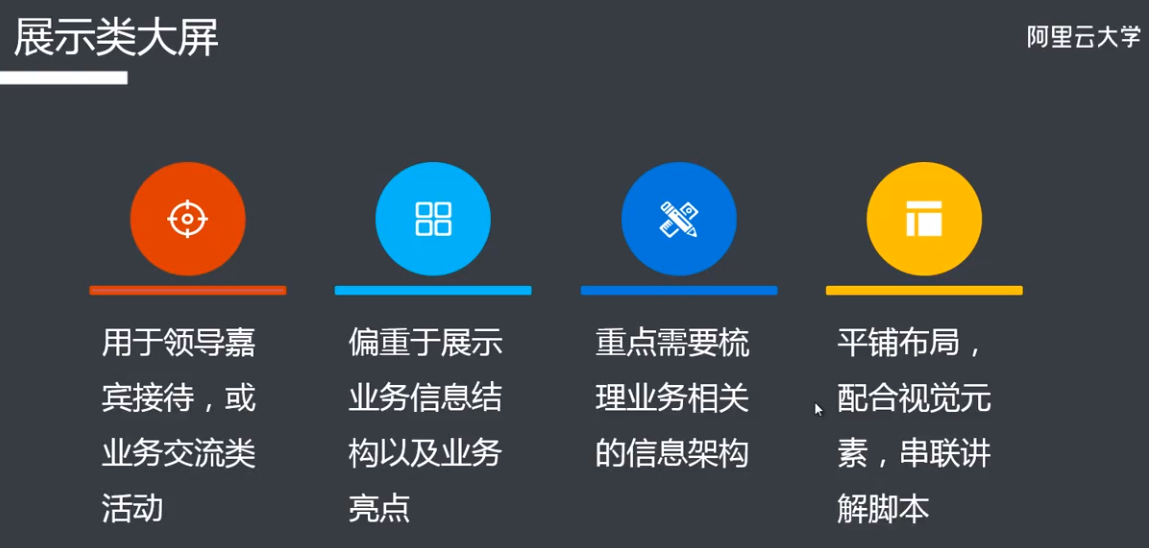 展示类大屏
阿里云大学
用于领导嘉
宾接待，或
业务交流类
活动
偏重于展示
业务信息结
构以及业务
亮点
重点需要梳
理业务相关
的信息架构
平铺布局，
配合视觉元
素，串联讲
解脚本